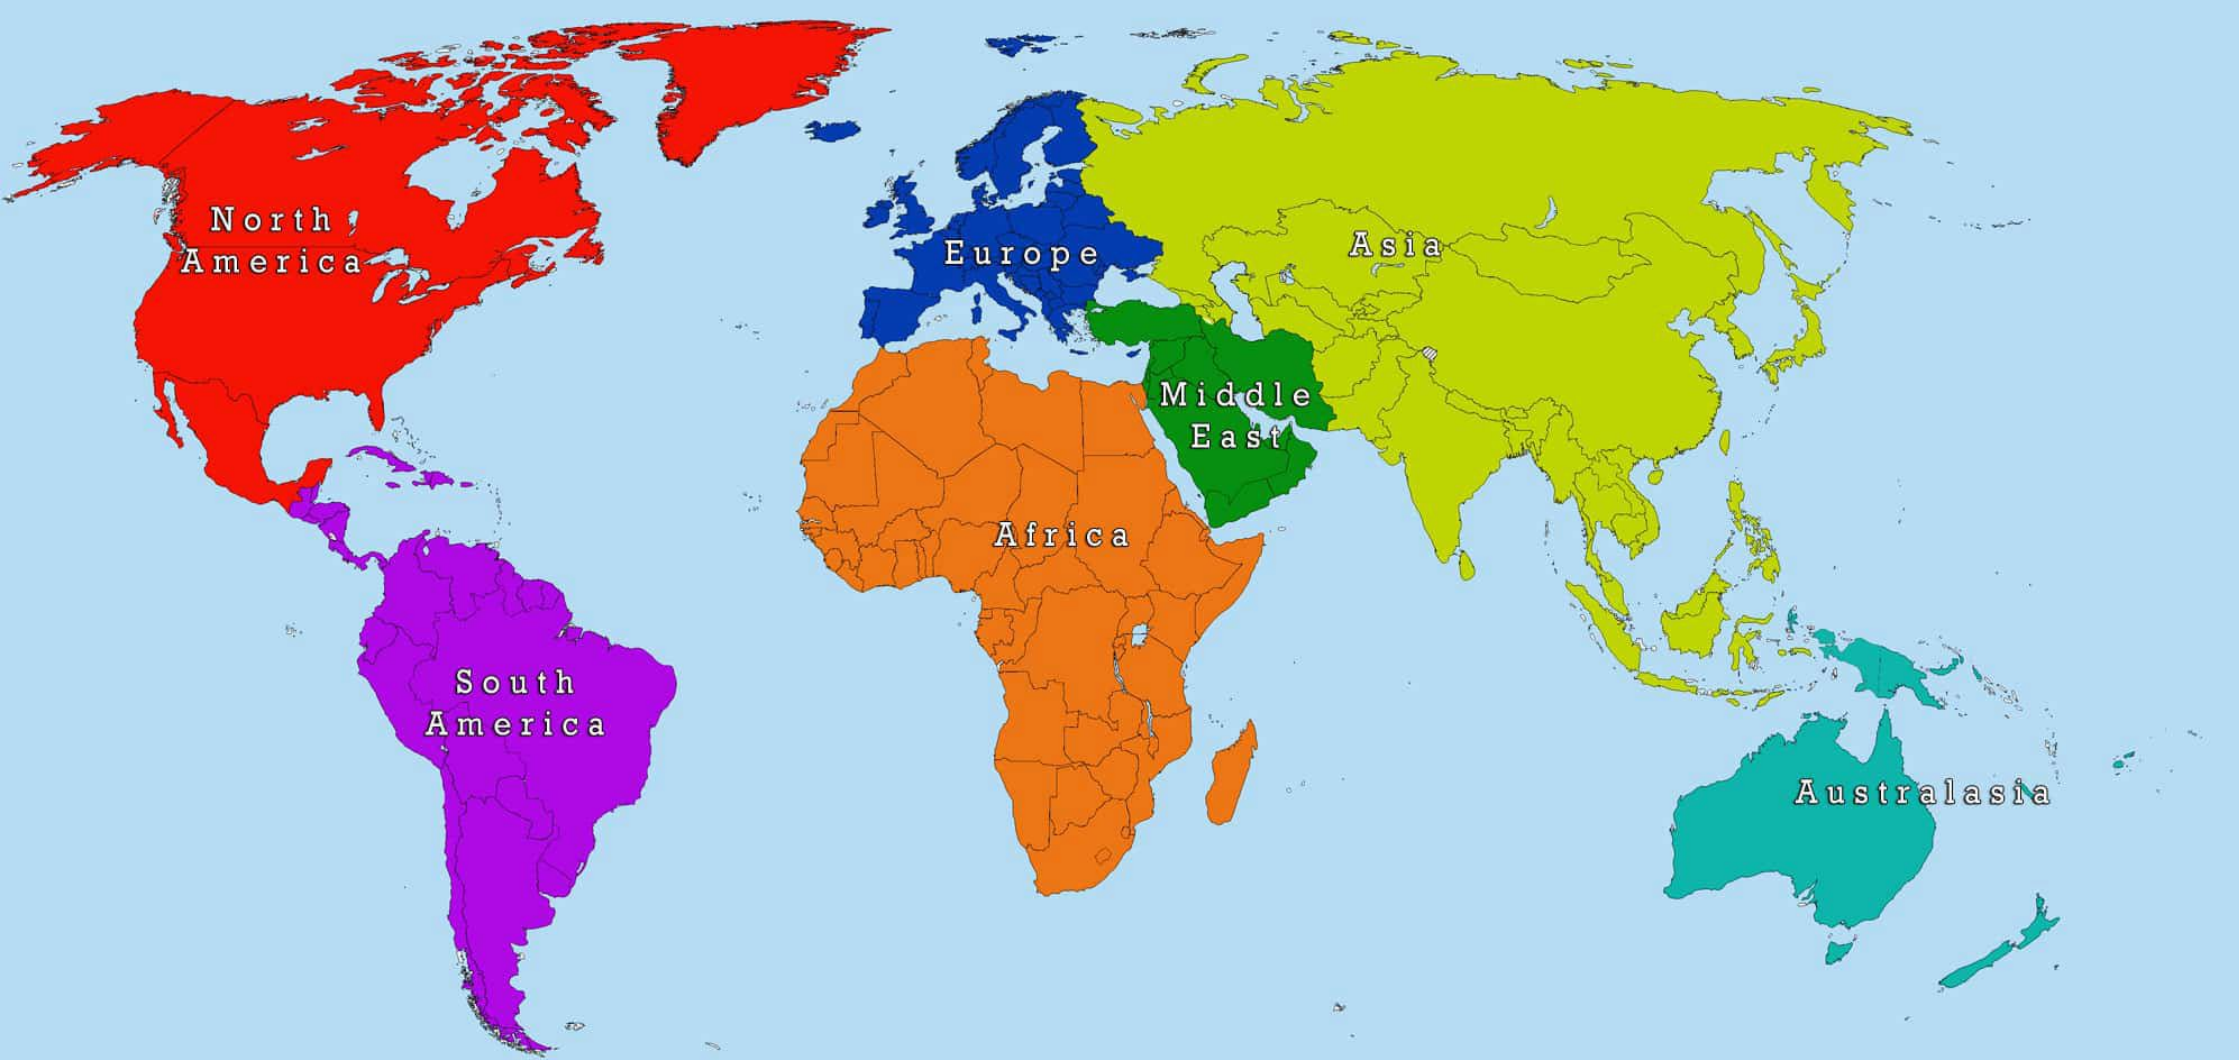 North
America
Europe
Asia
Middle
East
Africa
South
America
Australasia